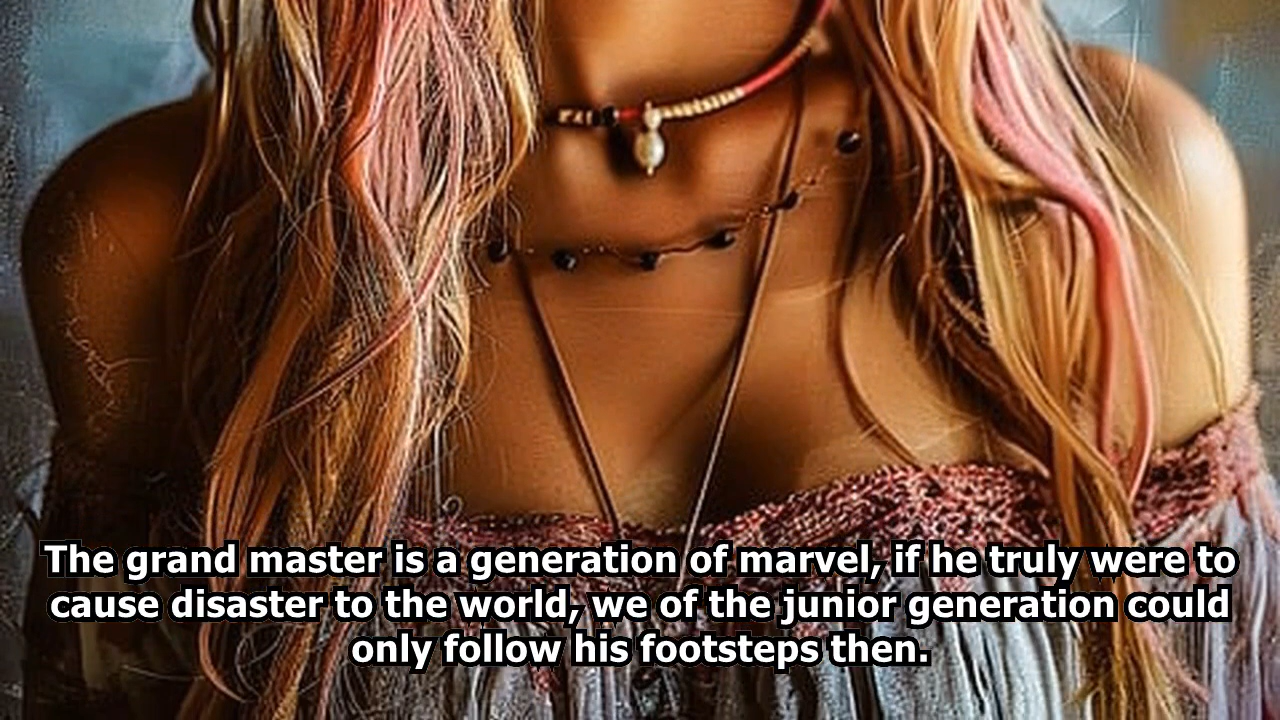 The grand master is a generation of marvel, if he truly were to
cause disaster to the world, we of the junior generation could
only follow his footsteps then.